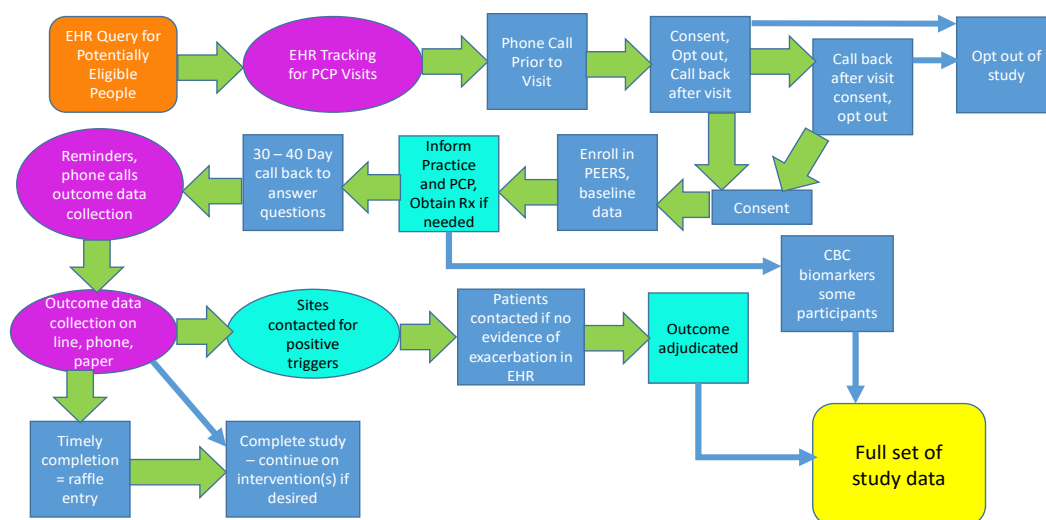 EHR Query for
Potentially
Eligible
People
EHR Tracking
for PCP Visits
Phone Call
Prior to
Visit
Consent,
Opt out,
Call back
after visit
Call back
after visit
consent,
opt out
Opt out of
study
Reminders,
phone calls
outcome data
collection
30 – 40 Day
call back to
answer
questions
Inform
Practice
and PCP,
Obtain Rx if
needed
Enroll in
PEERS,
baseline
data
Consent
CBC
biomarkers
some
participants
Outcome data
collection on
line, phone,
paper
Sites
contacted for
positive
triggers
Patients
contacted if no
evidence of
exacerbation in
EHR
Outcome
adjudicated
Timely
completion
= raffle
entry
Complete study
– continue on
intervention(s) if
desired
Full set of
study data